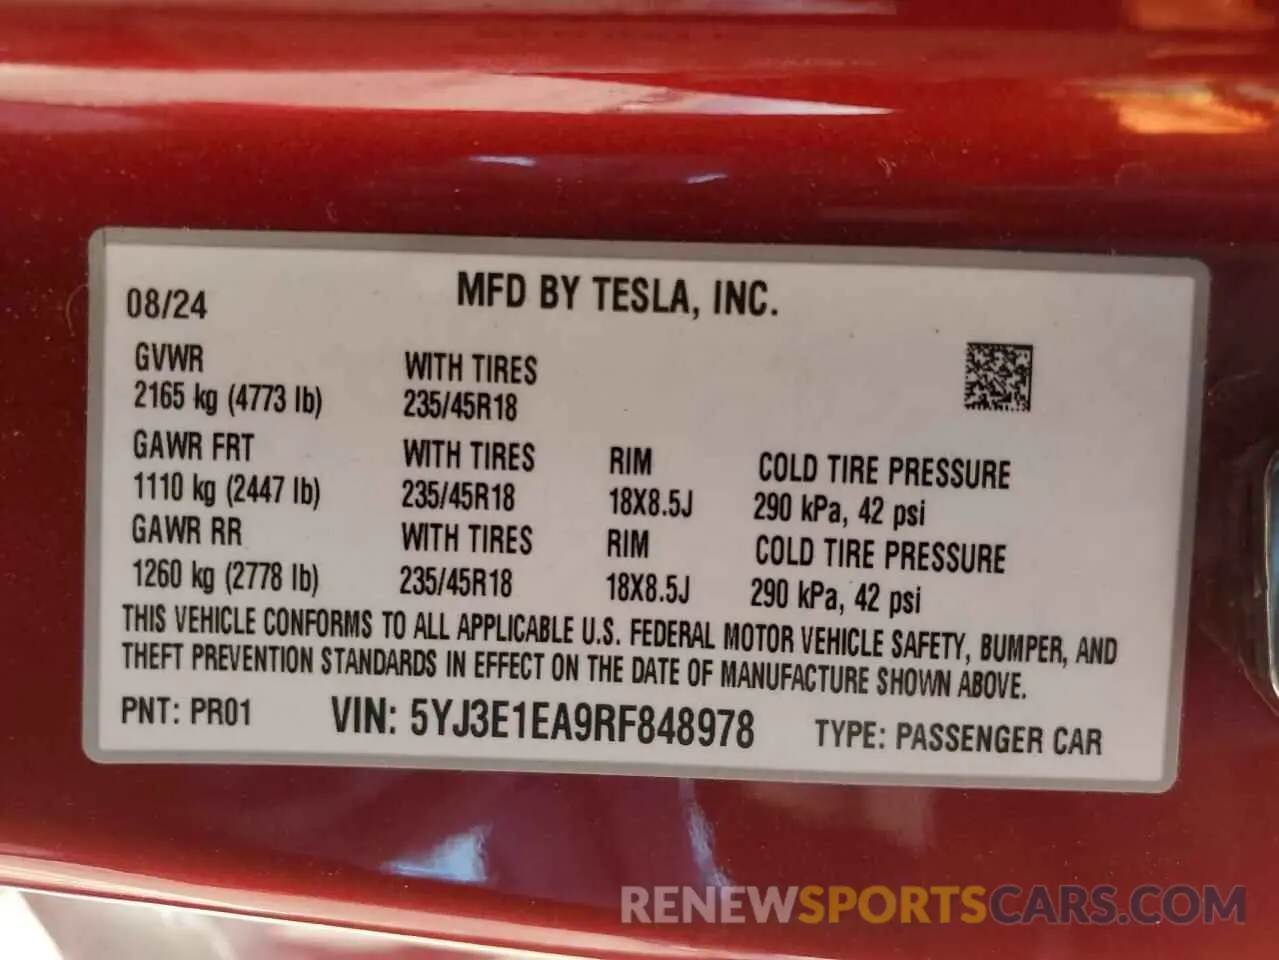 MFD BY TESLA, INC.
08/24
GVWR WITH TIRES
2165 kg (4773 lb) 235/45R18
GAWR FRT WITH TIRES RIM COLD TIRE PRESSURE
1110 kg (2447 lb) 235/45R18 18X8.5J 290 kPa, 42 psi
GAWR RR WITH TIRES RIM COLD TIRE PRESSURE
1260 kg (2778 lb) 235/45R18 18X8.5J 290 kPa, 42 psi
THIS VEHICLE CONFORMS TO ALL APPLICABLE U.S. FEDERAL MOTOR VEHICLE SAFETY, BUMPER, AND
THEFT PREVENTION STANDARDS IN EFFECT ON THE DATE OF MANUFACTURE SHOWN ABOVE.
PNT: PR01 VIN: 5YJ3E1EA9RF848978 TYPE: PASSENGER CAR
RENEWSPORTSCARS.COM